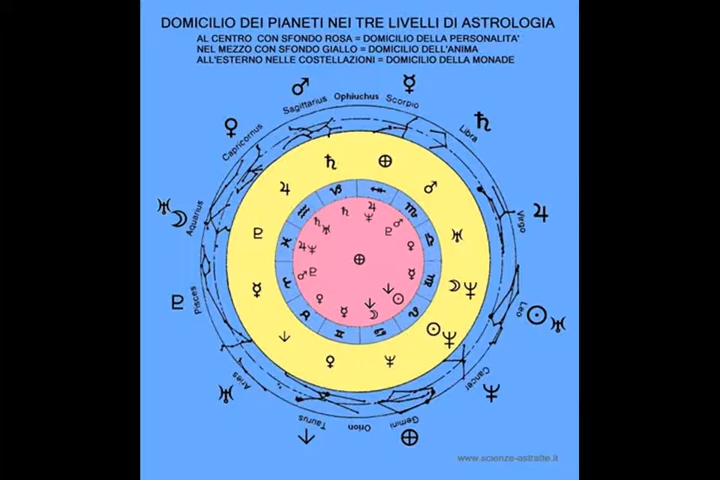 DOMICILIO DEI PIANETI NEI TRE LIVELLI DI ASTROLOGIA
AL CENTRO CON SFONDO ROSA = DOMICILIO DELLA PERSONALITA'
NEL MEZZO CON SFONDO GIALLO = DOMICILIO DELL'ANIMA
ALL'ESTERNO NELLE COSTELLAZIONI = DOMICILIO DELLA MONADE
Sagittarius
Ophiuchus
Scorpio
Capricornus
Libra
Aquarius
Virgo
Pisces
Leo
Aries
Cancer
Taurus
Orion
Gemini
www.scienze-astratte.it